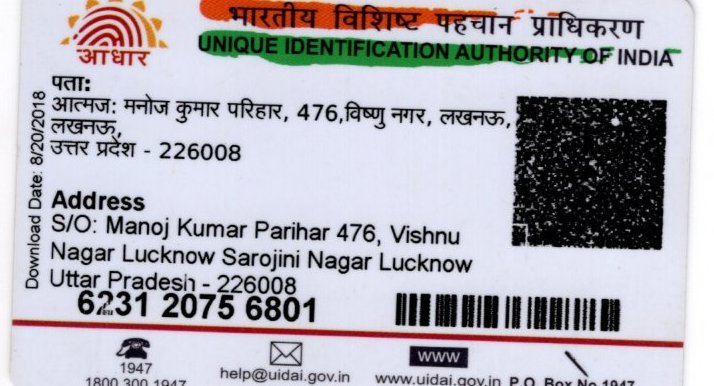 भारतीय विशिष्ट पहचान प्राधिकरण
UNIQUE IDENTIFICATION AUTHORITY OF INDIA
आधार
Download Date: 8/20/2018
पता:
आत्मज: मनोज कुमार परिहार, 476,विष्णु नगर, लखनऊ,
लखनऊ,
उत्तर प्रदेश - 226008
Address
S/O: Manoj Kumar Parihar 476, Vishnu
Nagar Lucknow Sarojini Nagar Lucknow
Uttar Pradesh - 226008
6231 2075 6801
www
1947
1800 300 1947
help@uidai.gov.in
www.uidai.gov.in
P.O. Box No.1947